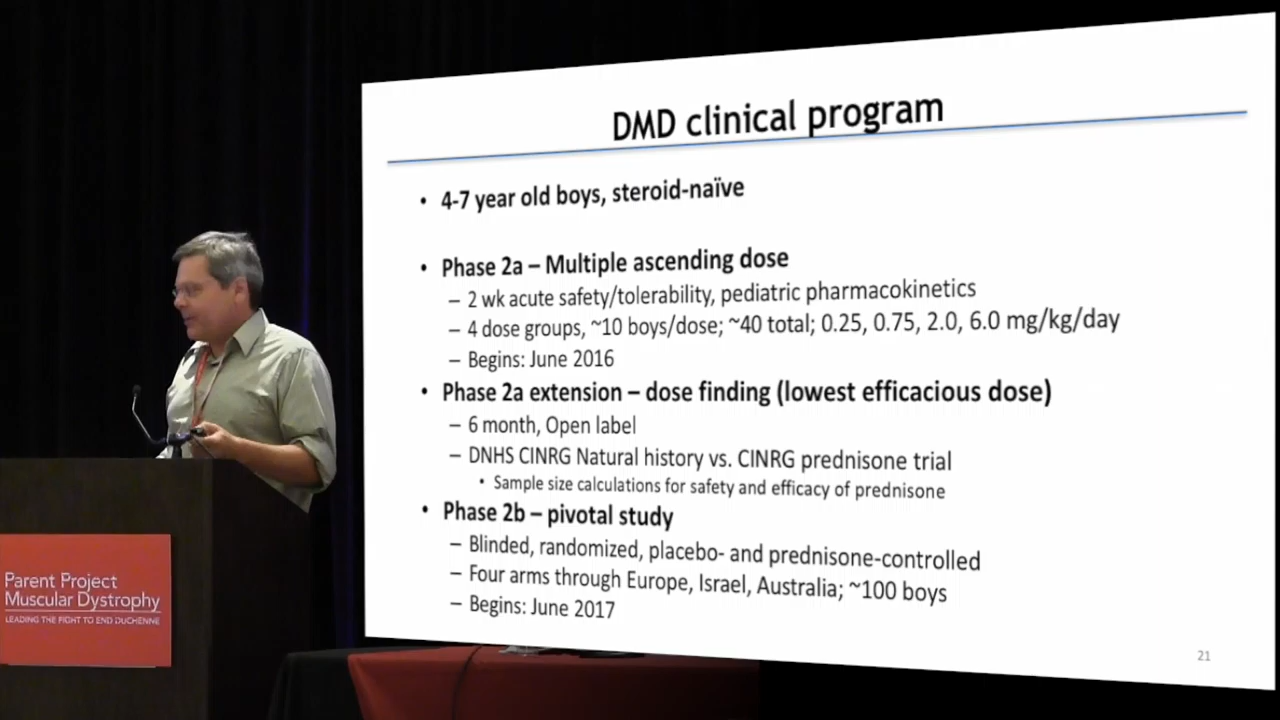 DMD clinical program
• 4-7 year old boys, steroid-naïve
• Phase 2a – Multiple ascending dose
– 2 wk acute safety/tolerability, pediatric pharmacokinetics
– 4 dose groups, ~10 boys/dose; ~40 total; 0.25, 0.75, 2.0, 6.0 mg/kg/day
– Begins: June 2016
• Phase 2a extension – dose finding (lowest efficacious dose)
– 6 month, Open label
– DNHS CINRG Natural history vs. CINRG prednisone trial
• Sample size calculations for safety and efficacy of prednisone
• Phase 2b – pivotal study
– Blinded, randomized, placebo- and prednisone-controlled
– Four arms through Europe, Israel, Australia; ~100 boys
– Begins: June 2017
21
Parent Project
Muscular Dystrophy
LEADING THE FIGHT TO END DUCHENNE